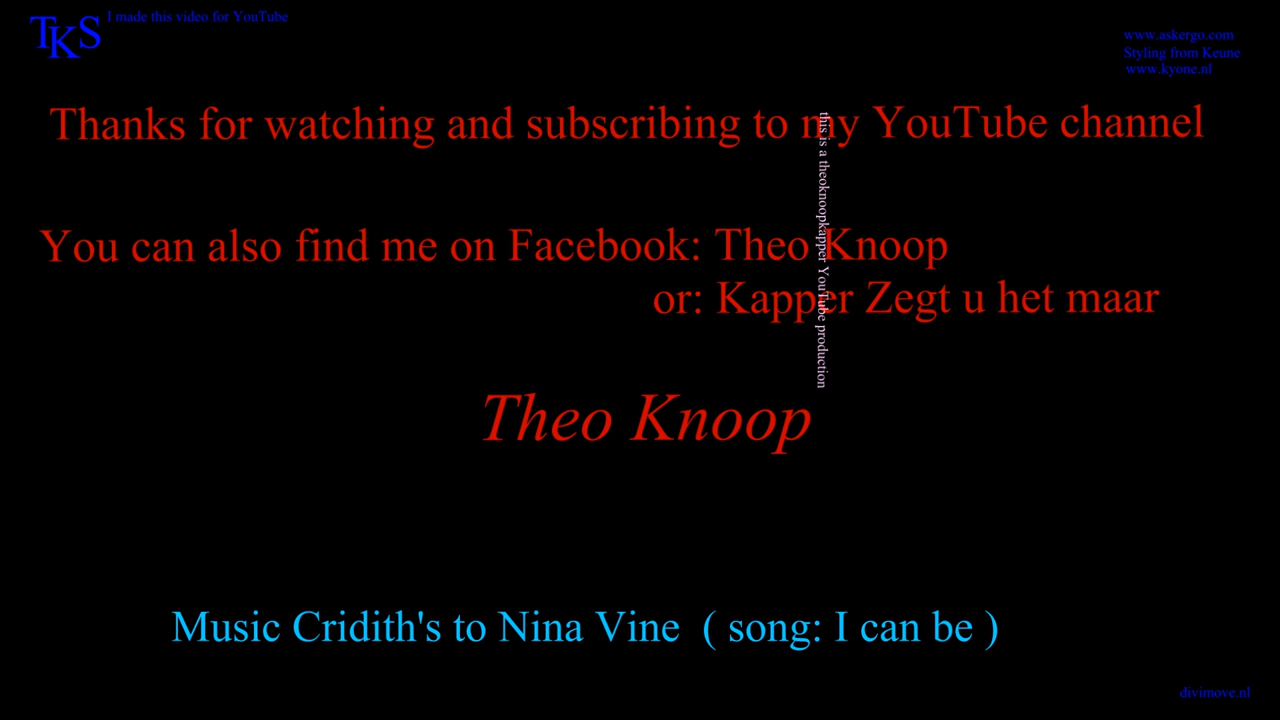 TKS
I made this video for YouTube
www.askergo.com
Styling from Keune
www.kyone.nl
Thanks for watching and subscribing to my YouTube channel
this is a theoknoopkapper YouTube production
You can also find me on Facebook: Theo Knoop
or: Kapper Zegt u het maar
Theo Knoop
Music Cridith's to Nina Vine ( song: I can be )
divimove.nl